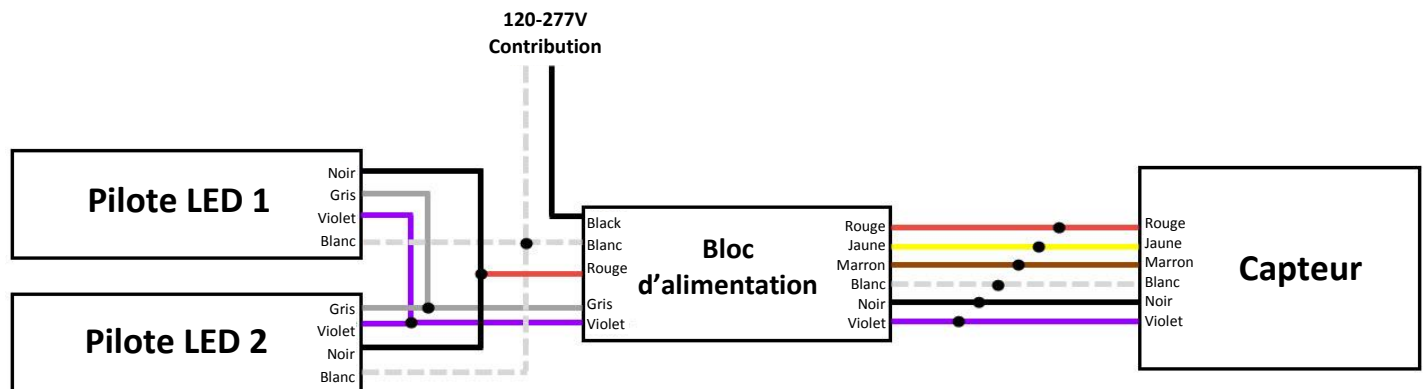 120-277V
Contribution
Pilote LED 1
Noir
Gris
Violet
Blanc
Pilote LED 2
Gris
Violet
Noir
Blanc
Bloc
d’alimentation
Black
Blanc
Rouge
Gris
Violet
Rouge
Jaune
Marron
Blanc
Noir
Violet
Capteur
Rouge
Jaune
Marron
Blanc
Noir
Violet